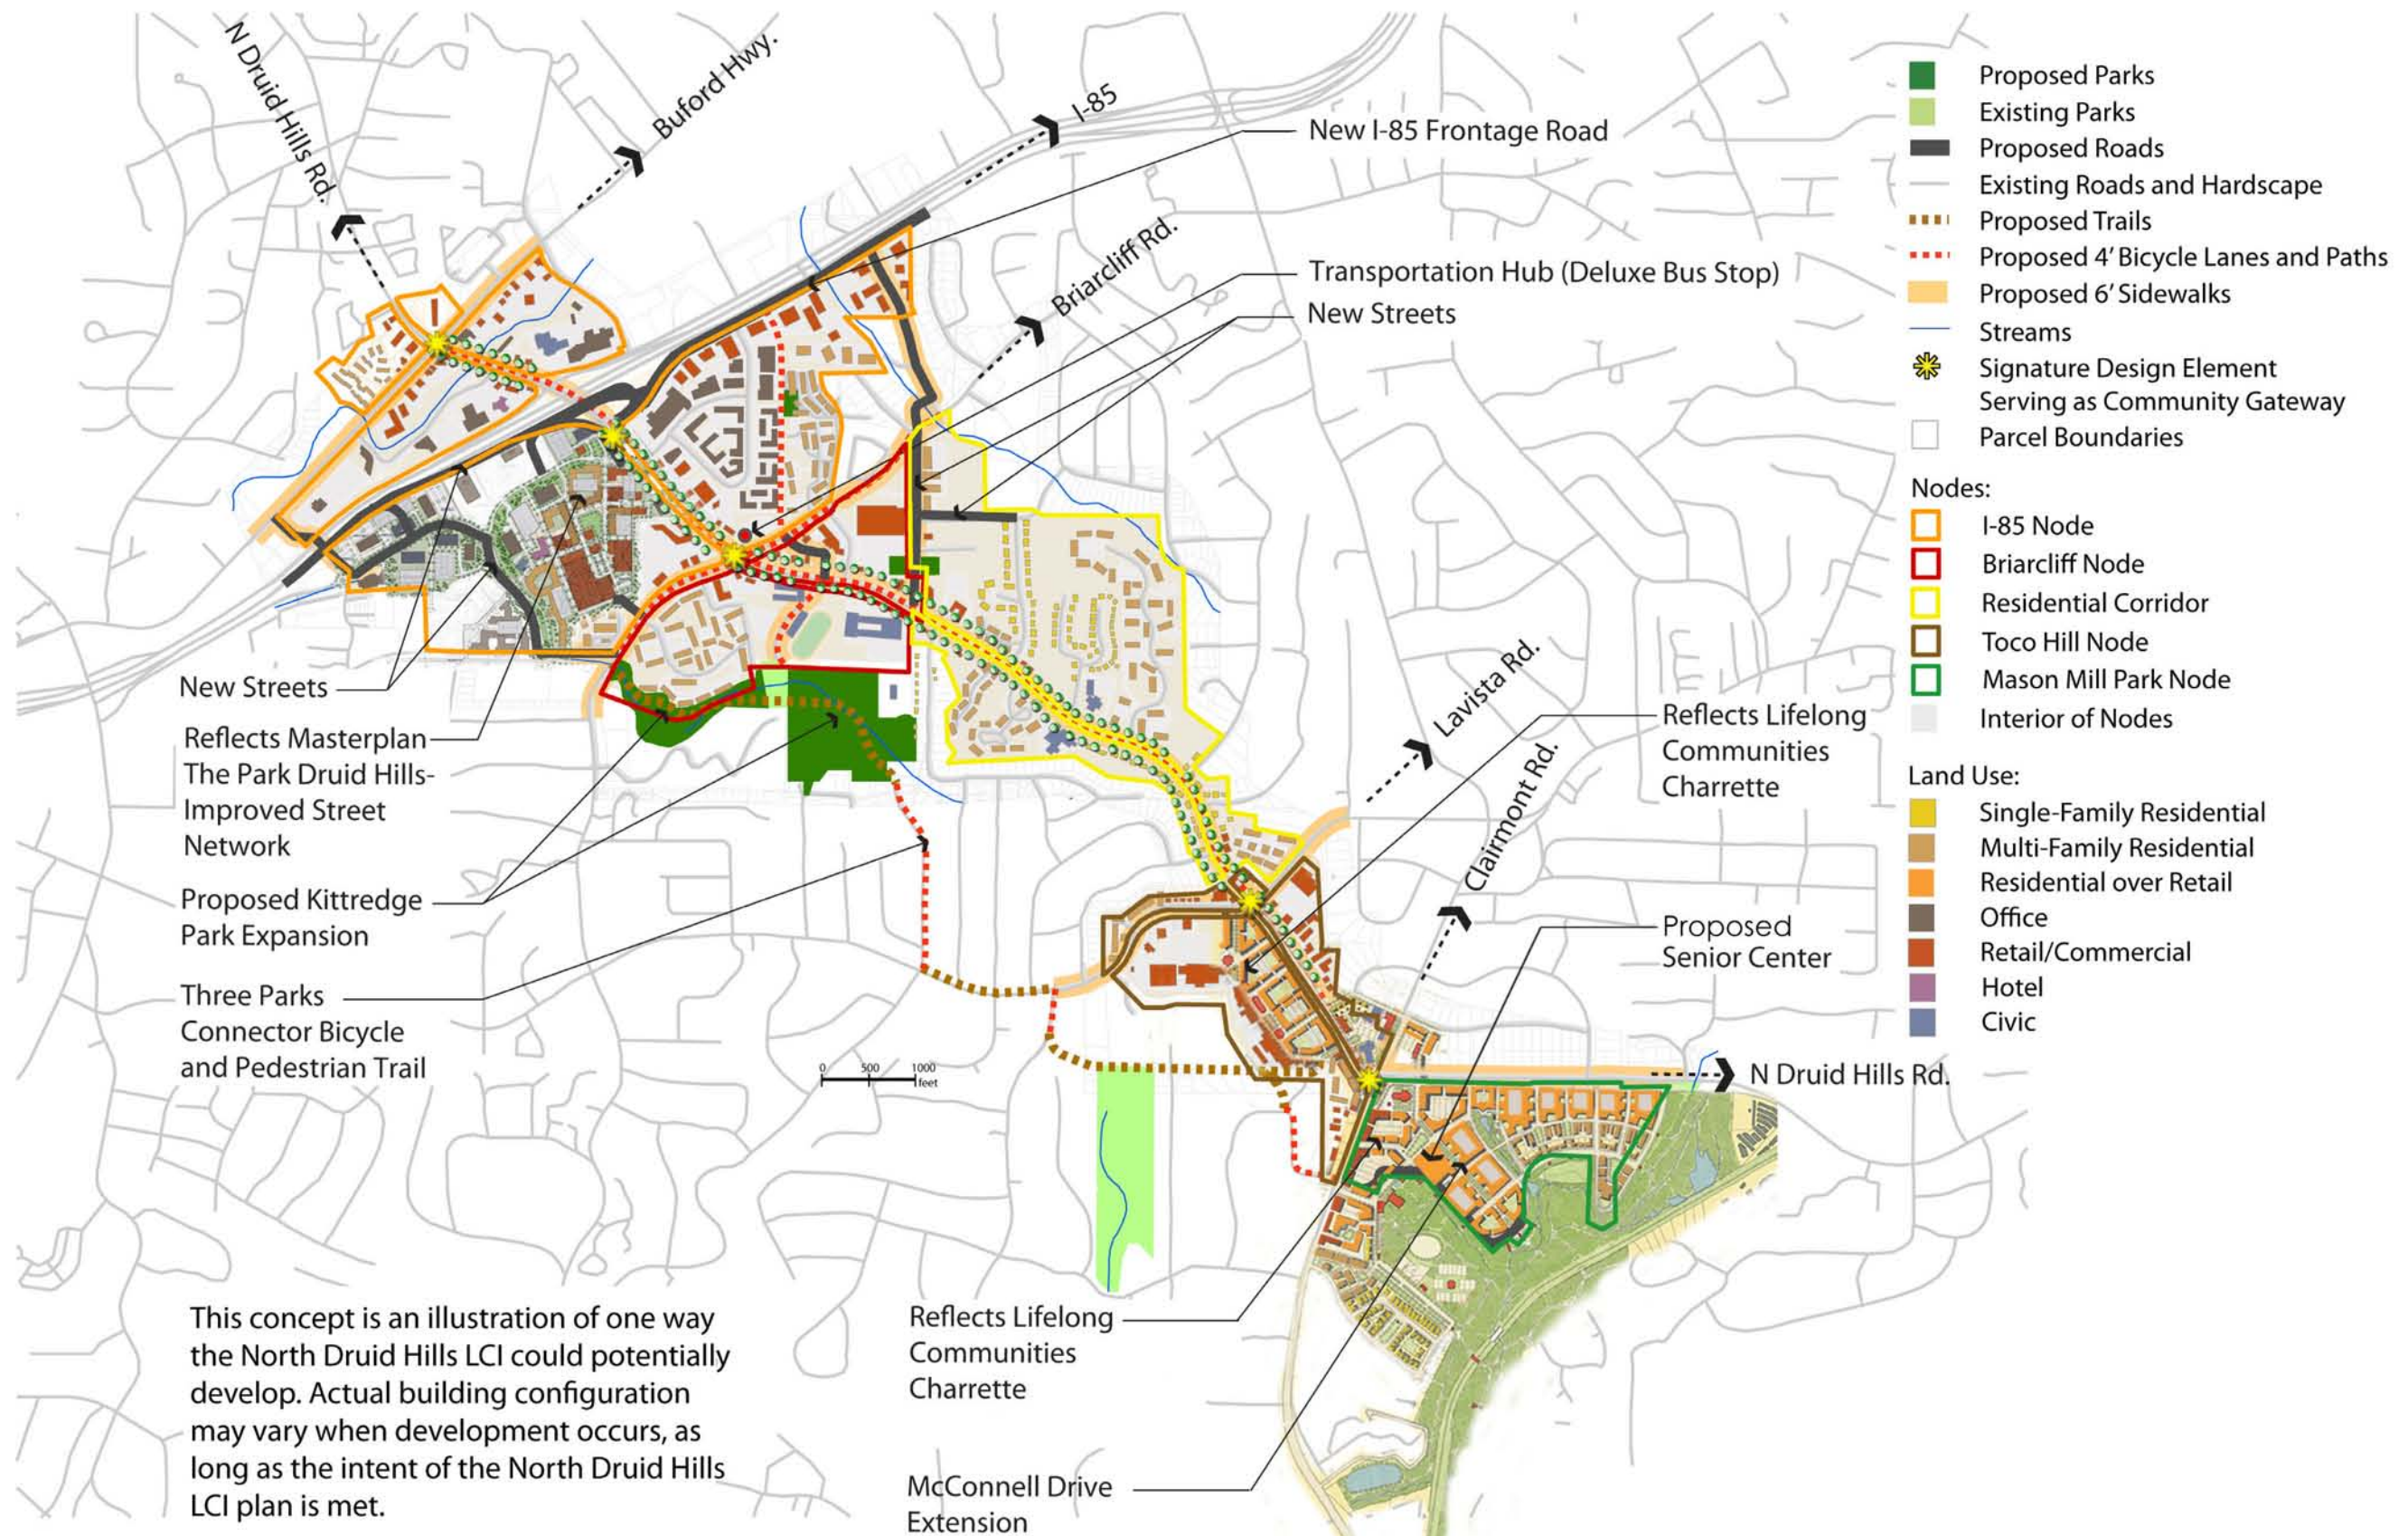 N Druid Hills Rd.
Buford Hwy.
I-85
Briarcliff Rd.
New I-85 Frontage Road
Transportation Hub (Deluxe Bus Stop)
New Streets
Proposed Parks
Existing Parks
Proposed Roads
Existing Roads and Hardscape
Proposed Trails
Proposed 4' Bicycle Lanes and Paths
Proposed 6' Sidewalks
Streams
Signature Design Element
Serving as Community Gateway
Parcel Boundaries
Nodes:
I-85 Node
Briarcliff Node
Residential Corridor
Toco Hill Node
Mason Mill Park Node
Interior of Nodes
Land Use:
Single-Family Residential
Multi-Family Residential
Residential over Retail
Office
Retail/Commercial
Hotel
Civic
New Streets
Reflects Masterplan
The Park Druid Hills-
Improved Street
Network
Proposed Kittredge
Park Expansion
Three Parks
Connector Bicycle
and Pedestrian Trail
Lavista Rd.
Clairmont Rd.
Reflects Lifelong
Communities
Charrette
Proposed
Senior Center
N Druid Hills Rd.
0 500 1000
feet
Reflects Lifelong
Communities
Charrette
McConnell Drive
Extension
This concept is an illustration of one way
the North Druid Hills LCI could potentially
develop. Actual building configuration
may vary when development occurs, as
long as the intent of the North Druid Hills
LCI plan is met.